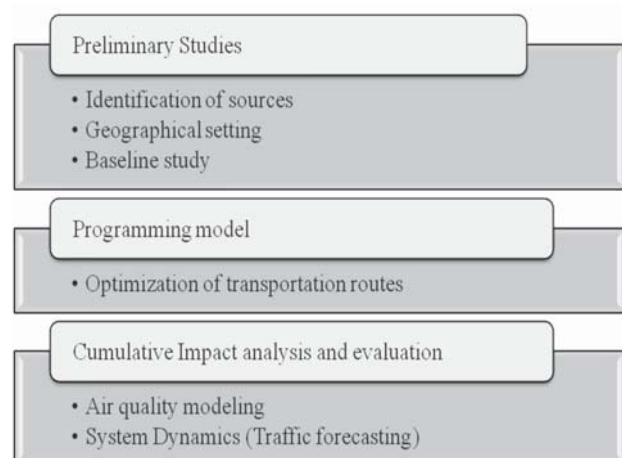 Preliminary Studies
• Identification of sources
• Geographical setting
• Baseline study
Programming model
• Optimization of transportation routes
Cumulative Impact analysis and evaluation
• Air quality modeling
• System Dynamics (Traffic forecasting)